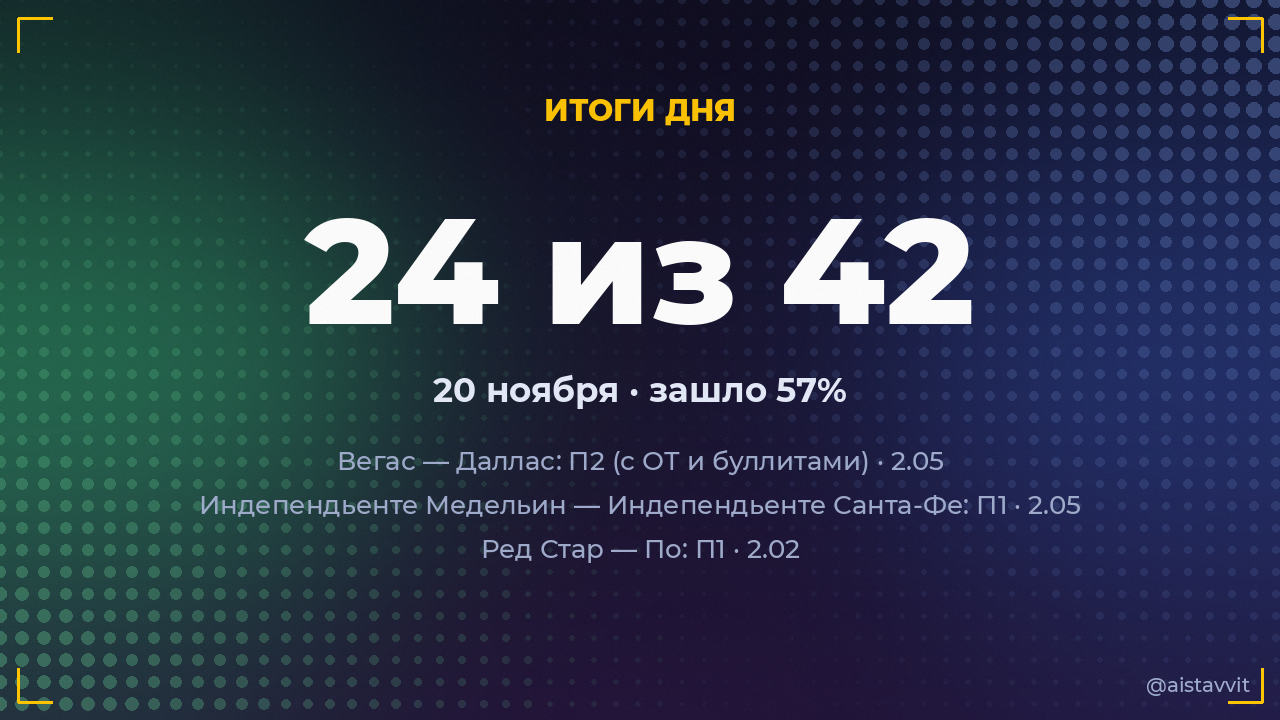 ИТОГИ ДНЯ
24 из 42
20 ноября · зашло 57%
Вегас — Даллас: П2 (с ОТ и буллитами) · 2.05
Индепендьенте Медельин — Индепендьенте Санта-Фе: П1 · 2.05
Ред Стар — По: П1 · 2.02
@aistavvit